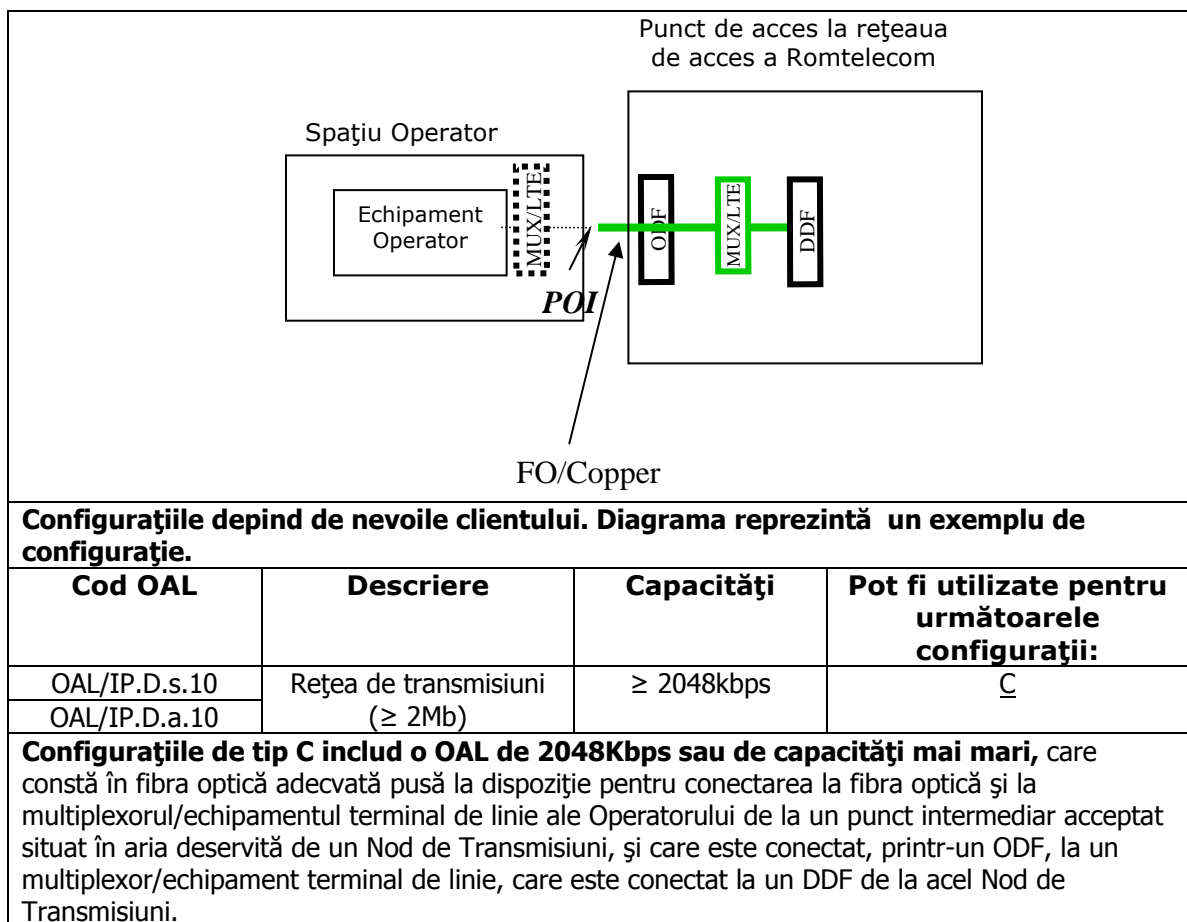 Punct de acces la reţeaua
de acces a Romtelecom
Spaţiu Operator
Echipament
Operator
MUX/LTE
POI
ODF
MUX/LTE
DDF
FO/Copper
Configuraţiile depind de nevoile clientului. Diagrama reprezintă un exemplu de
configuraţie.
Cod OAL
Descriere
Capacităţi
Pot fi utilizate pentru
următoarele
configuraţii:
OAL/IP.D.s.10
OAL/IP.D.a.10
Reţea de transmisiuni
(≥ 2Mb)
≥ 2048kbps
C
Configuraţiile de tip C includ o OAL de 2048Kbps sau de capacităţi mai mari, care
constă în fibra optică adecvată pusă la dispoziţie pentru conectarea la fibra optică şi la
multiplexorul/echipamentul terminal de linie ale Operatorului de la un punct intermediar acceptat
situat în aria deservită de un Nod de Transmisiuni, şi care este conectat, printr-un ODF, la un
multiplexor/echipament terminal de linie, care este conectat la un DDF de la acel Nod de
Transmisiuni.